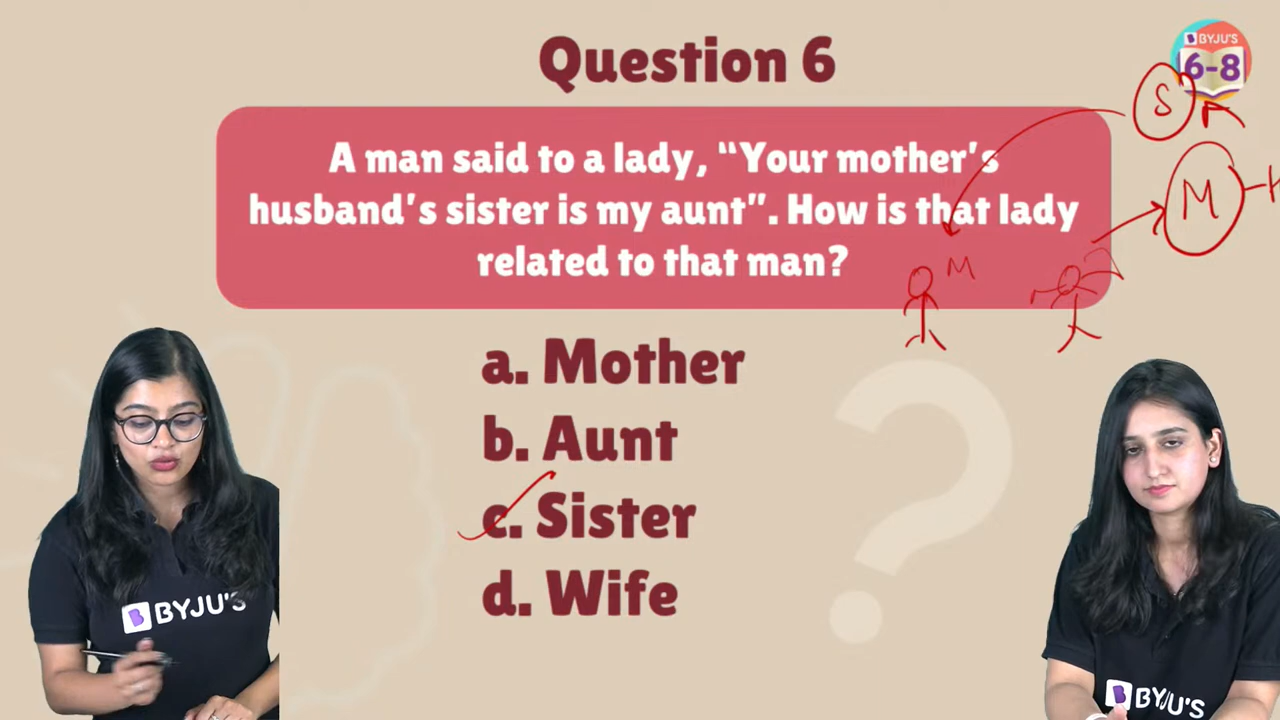 Question 6
BYJU'S
6-8
A man said to a lady, “Your mother's
husband's sister is my aunt”. How is that lady
related to that man?
S
M
M
a. Mother
b. Aunt
c. Sister
d. Wife
BYJU'S
BYJU'S